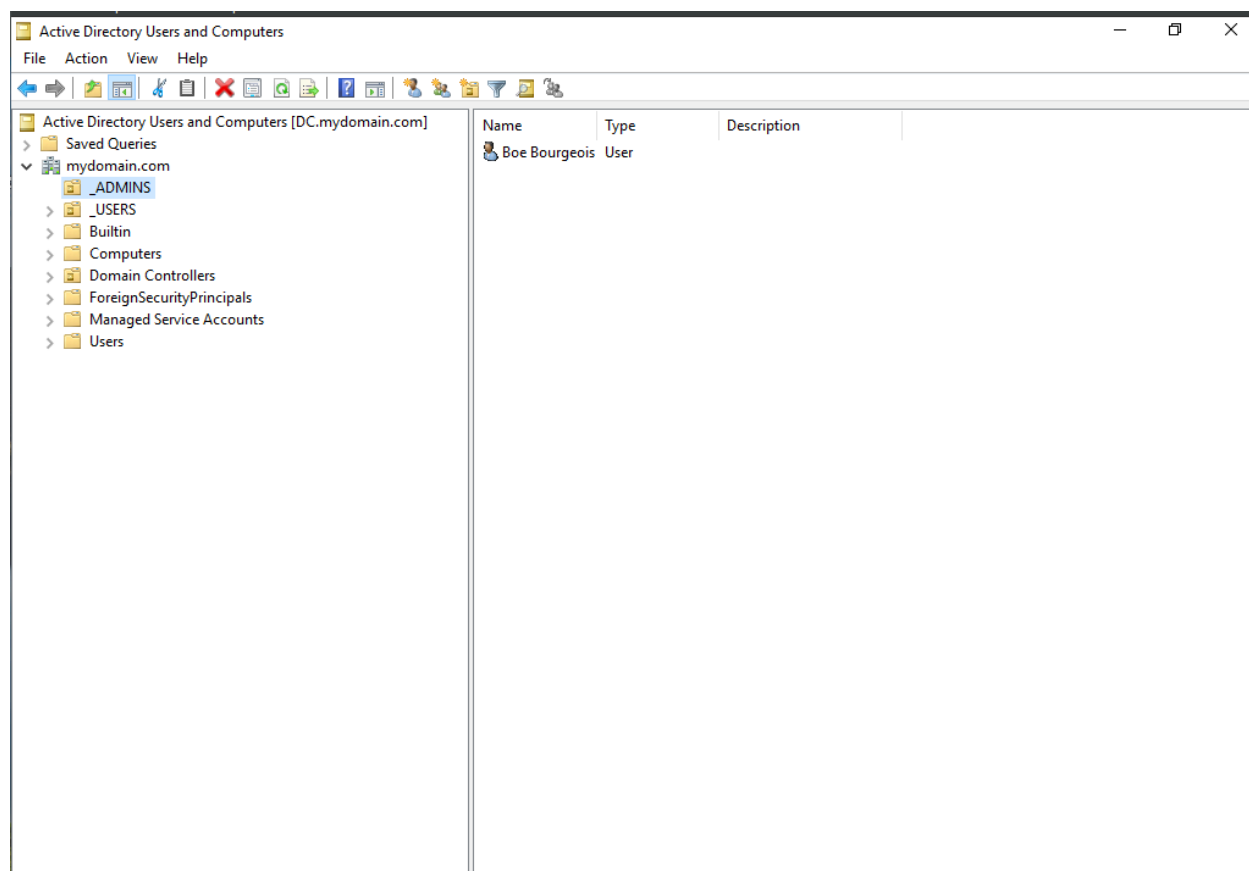 Active Directory Users and Computers
File Action View Help
Active Directory Users and Computers [DC.mydomain.com]
Saved Queries
mydomain.com
_ADMINS
_USERS
Builtin
Computers
Domain Controllers
ForeignSecurityPrincipals
Managed Service Accounts
Users
Name Type Description
Boe Bourgeois User